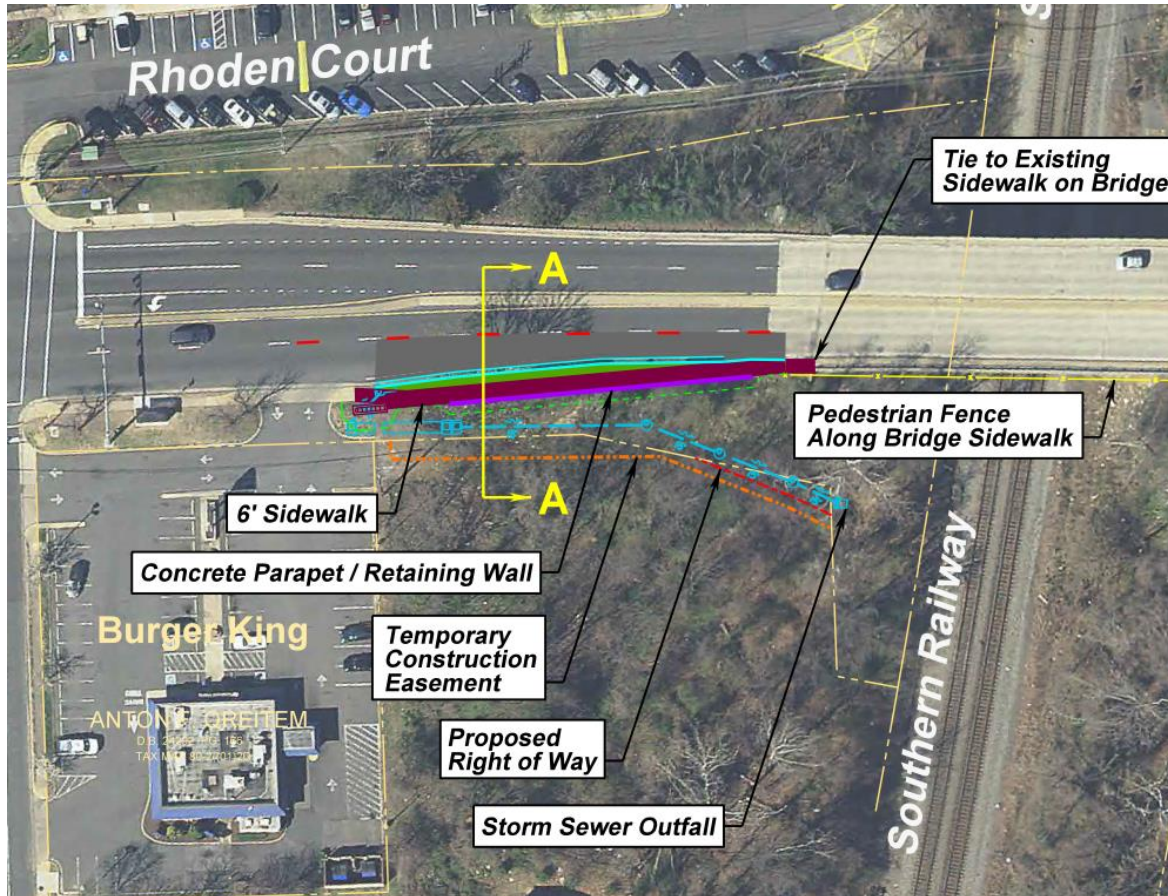 Rhoden Court
Tie to Existing
Sidewalk on Bridge
A
Pedestrian Fence
Along Bridge Sidewalk
A
6' Sidewalk
Concrete Parapet / Retaining Wall
Burger King
Temporary
Construction
Easement
Proposed
Right of Way
Storm Sewer Outfall
Southern Railway